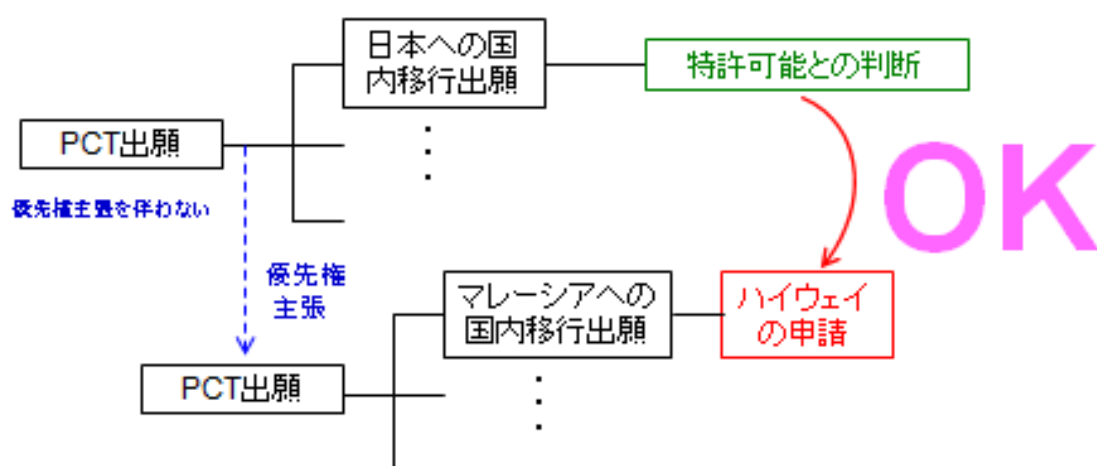 日本への国
内移行出願
特許可能との判断
PCT出願
優先権主張を伴わない
OK
優先権
主張
マレーシアへの
国内移行出願
ハイウェイ
の申請
PCT出願